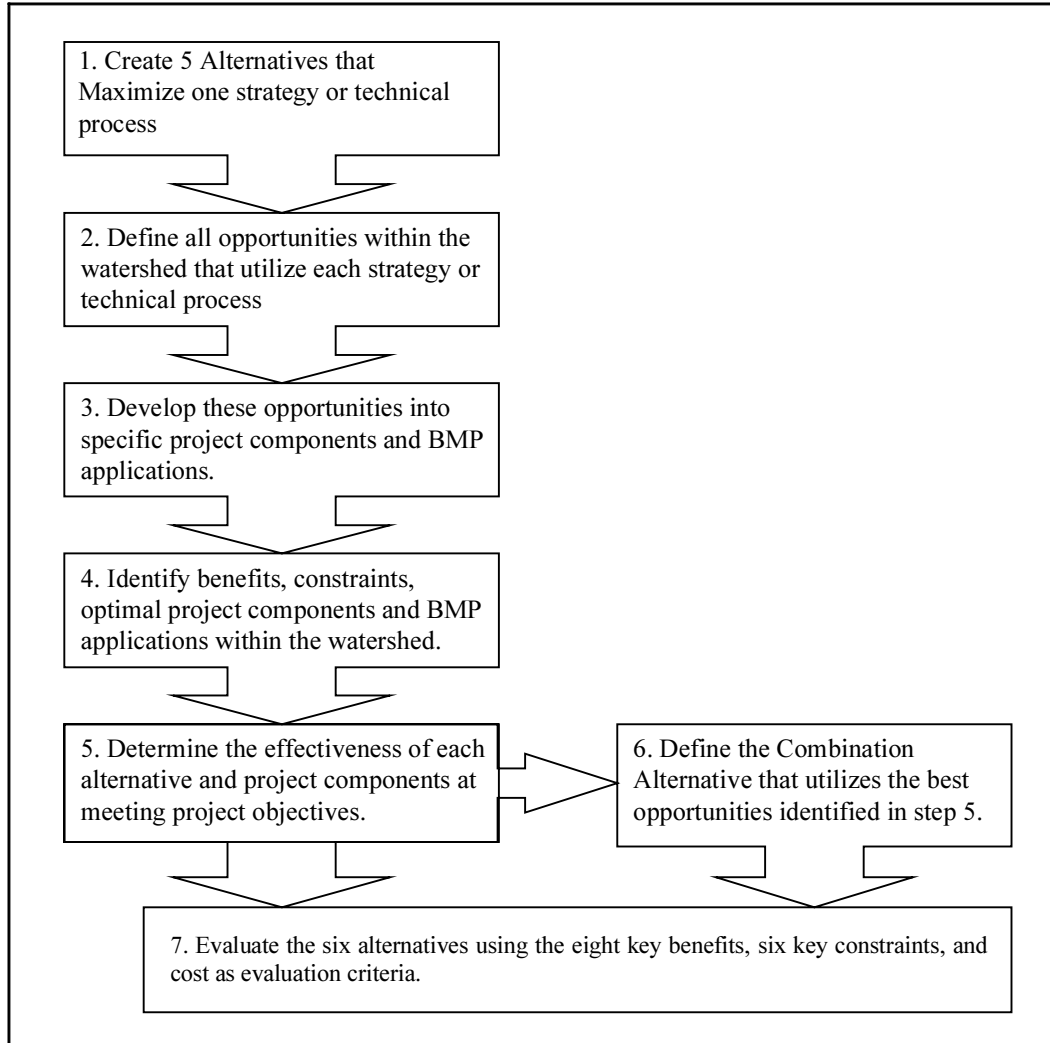 1. Create 5 Alternatives that
Maximize one strategy or technical
process
2. Define all opportunities within the
watershed that utilize each strategy or
technical process
3. Develop these opportunities into
specific project components and BMP
applications.
4. Identify benefits, constraints,
optimal project components and BMP
applications within the watershed.
5. Determine the effectiveness of each
alternative and project components at
meeting project objectives.
6. Define the Combination
Alternative that utilizes the best
opportunities identified in step 5.
7. Evaluate the six alternatives using the eight key benefits, six key constraints, and
cost as evaluation criteria.